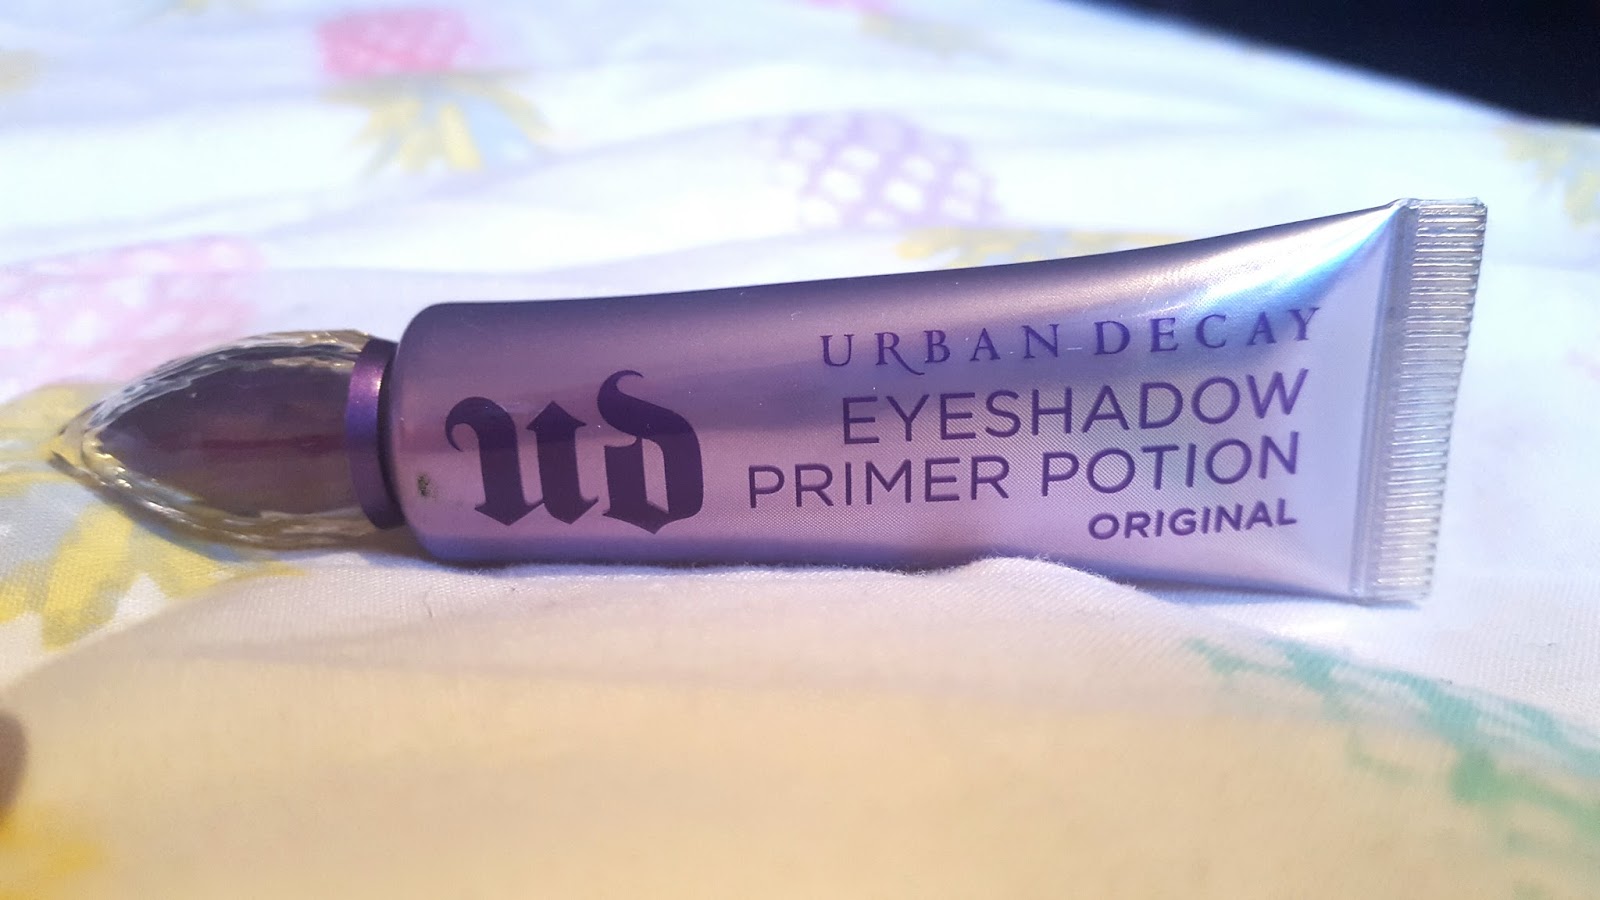 UD
URBAN DECAY
EYESHADOW
PRIMER POTION
ORIGINAL